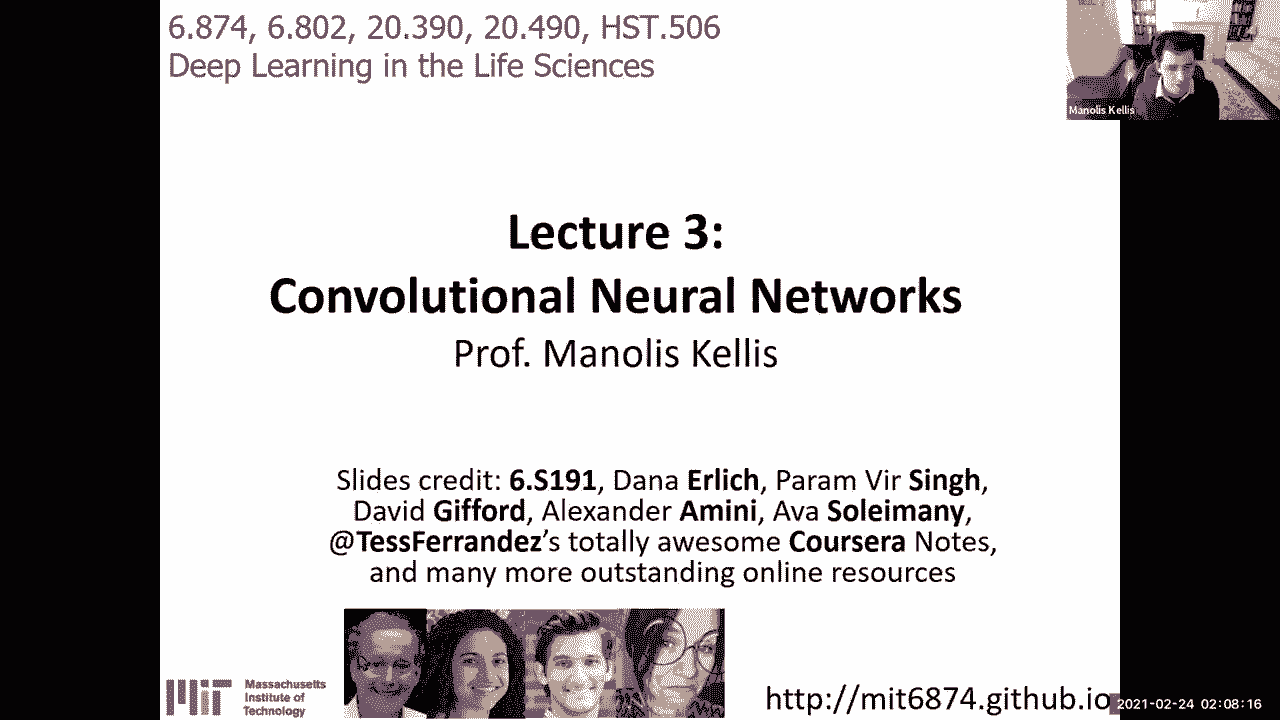 6.874, 6.802, 20.390, 20.490, HST.506
Deep Learning in the Life Sciences
Manolis Kellis
Lecture 3:
Convolutional Neural Networks
Prof. Manolis Kellis
Slides credit: 6.S191, Dana Erlich, Param Vir Singh,
David Gifford, Alexander Amini, Ava Soleimany,
@TessFerrandez's totally awesome Coursera Notes,
and many more outstanding online resources
MIT Massachusetts
Institute of
Technology
http://mit6874.github.io
2021-02-24 02:08:16